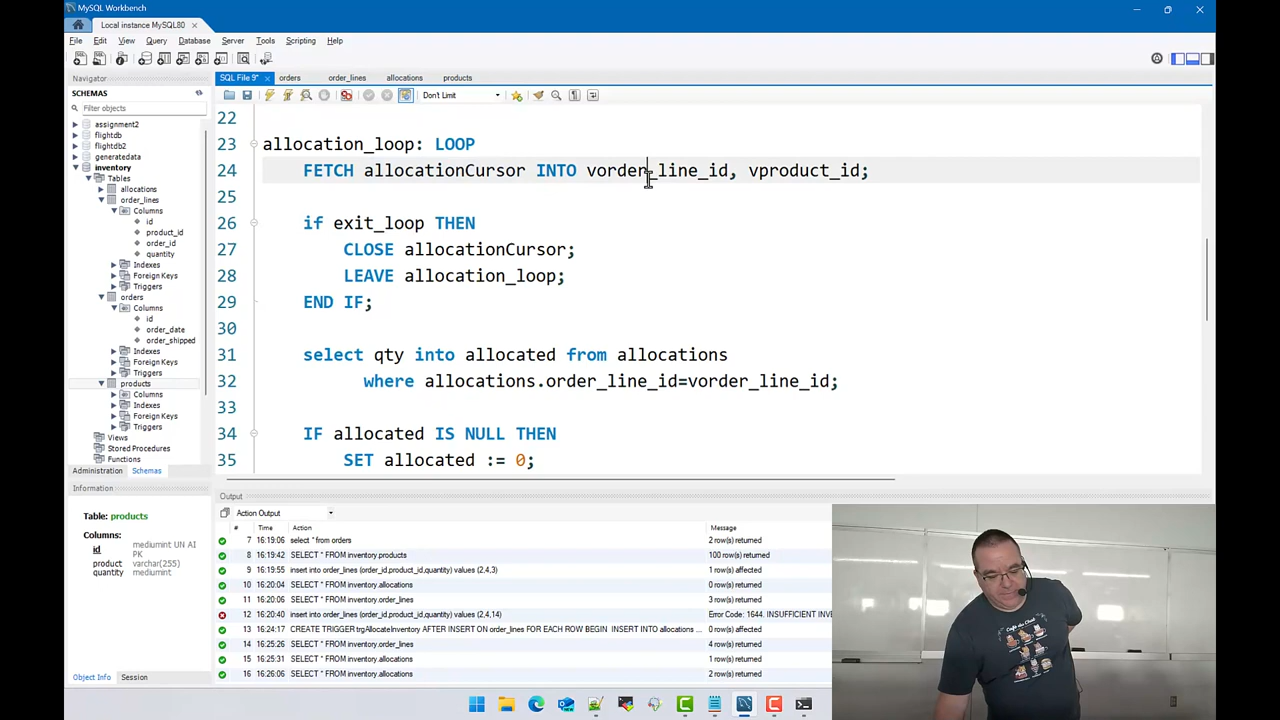 MySQL Workbench
Local instance MySQL80
File Edit View Query Database Server Tools Scripting Help
Navigator
SCHEMAS
Filter objects
assignment2
flightdb
flightdb2
generatedata
inventory
Tables
allocations
order_lines
Columns
id
product_id
order_id
quantity
Indexes
Foreign Keys
Triggers
orders
Columns
id
order_date
order_shipped
Indexes
Foreign Keys
Triggers
products
Columns
Indexes
Foreign Keys
Triggers
Views
Stored Procedures
Functions
Administration Schemas
Information
Table: products
Columns:
id mediumint UN AI PK
product varchar(255)
quantity mediumint
Object Info Session
SQL File 9* orders order_lines allocations products
Don't Limit
22
23 allocation_loop: LOOP
24 FETCH allocationCursor INTO vorder_line_id, vproduct_id;
25
26 if exit_loop THEN
27 CLOSE allocationCursor;
28 LEAVE allocation_loop;
29 END IF;
30
31 select qty into allocated from allocations
32 where allocations.order_line_id=vorder_line_id;
33
34 IF allocated IS NULL THEN
35 SET allocated := 0;
Output
Action Output
# Time Action Message
7 16:19:06 select * from orders 2 row(s) returned
8 16:19:42 SELECT * FROM inventory.products 100 row(s) returned
9 16:19:55 insert into order_lines (order_id,product_id,quantity) values (2,4,3) 1 row(s) affected
10 16:20:04 SELECT * FROM inventory.allocations 0 row(s) returned
11 16:20:06 SELECT * FROM inventory.order_lines 3 row(s) returned
12 16:20:40 insert into order_lines (order_id,product_id,quantity) values (2,4,14) Error Code: 1644. INSUFFICIENT INVE
13 16:24:17 CREATE TRIGGER trgAllocateInventory AFTER INSERT ON order_lines FOR EACH ROW BEGIN INSERT INTO allocations ... 0 row(s) affected
14 16:25:26 SELECT * FROM inventory.order_lines 4 row(s) returned
15 16:25:31 SELECT * FROM inventory.allocations 1 row(s) returned
16 16:26:06 SELECT * FROM inventory.allocations 2 row(s) returned